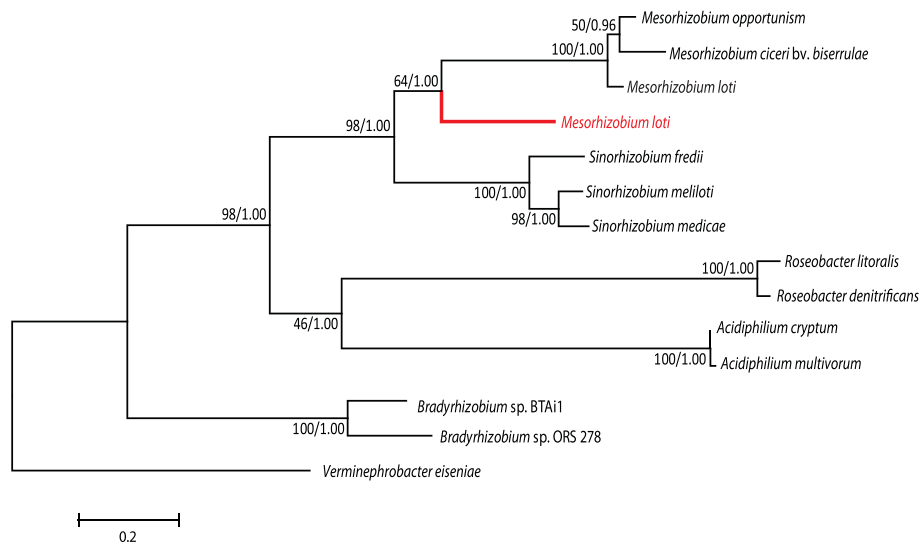 Mesorhizobium opportunism
50/0.96
Mesorhizobium ciceri bv. biserrulae
100/1.00
Mesorhizobium loti
64/1.00
Mesorhizobium loti
98/1.00
Sinorhizobium fredii
100/1.00
Sinorhizobium meliloti
98/1.00
Sinorhizobium medicae
98/1.00
Roseobacter litoralis
100/1.00
Roseobacter denitrificans
46/1.00
Acidiphilium cryptum
100/1.00
Acidiphilium multivorum
Bradyrhizobium sp. BTAi1
100/1.00
Bradyrhizobium sp. ORS 278
Verminephrobacter eiseniae
0.2